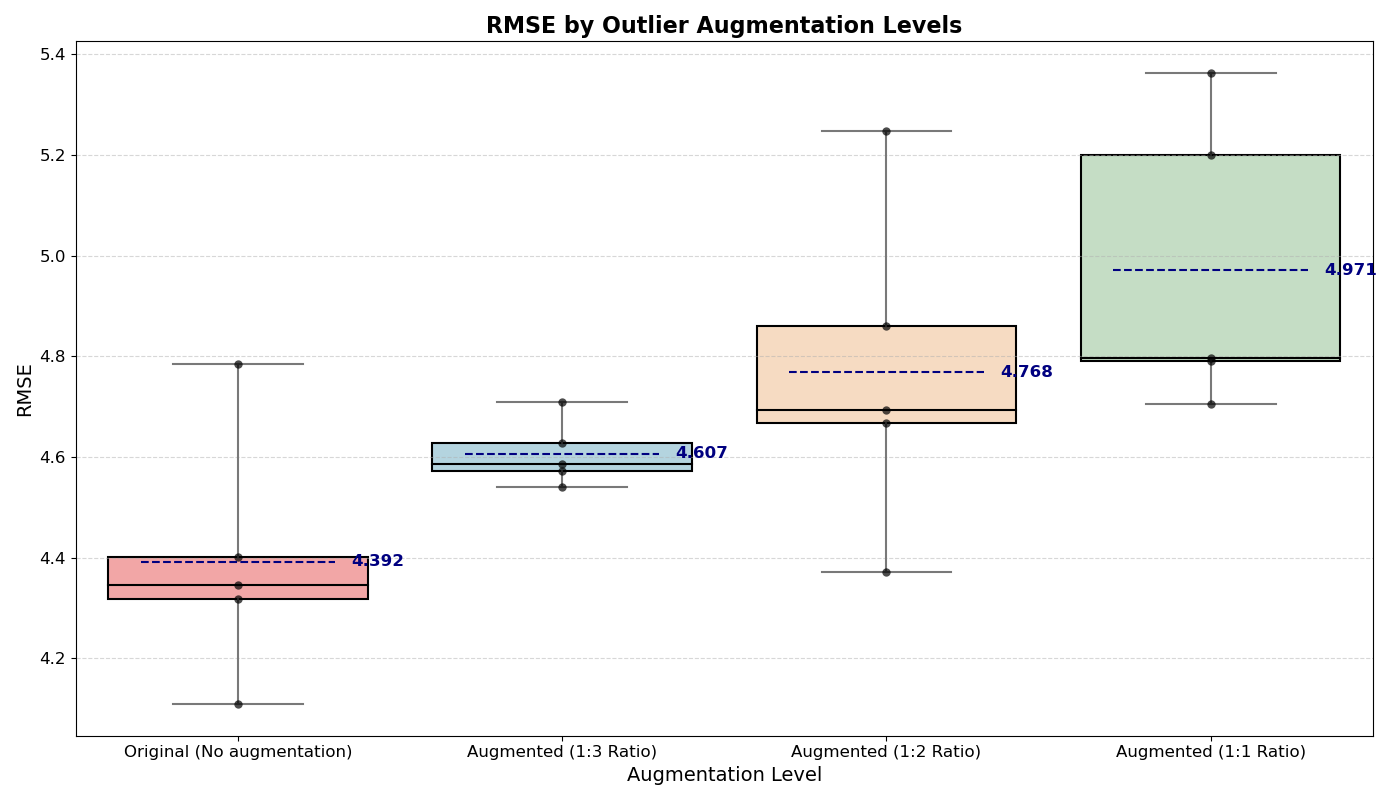 RMSE by Outlier Augmentation Levels
5.4
5.2
5.0
4.8
4.6
4.4
4.2
RMSE
4.392
4.607
4.768
4.971
Original (No augmentation)
Augmented (1:3 Ratio)
Augmented (1:2 Ratio)
Augmented (1:1 Ratio)
Augmentation Level